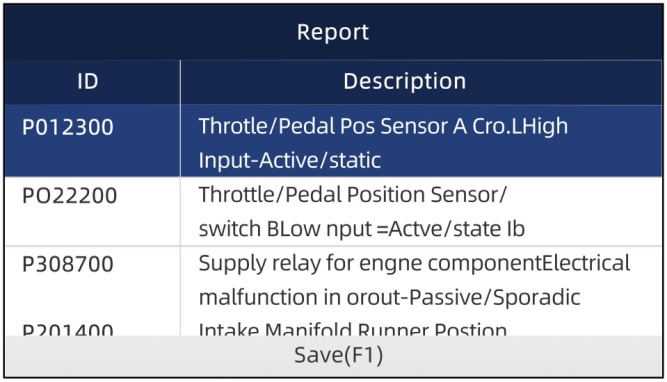 Report
ID
Description
P012300
Throtle/Pedal Pos Sensor A Cro.LHigh
Input-Active/static
PO22200
Throttle/Pedal Position Sensor/
switch BLow nput =Actve/state Ib
P308700
Supply relay for engne componentElectrical
malfunction in orout-Passive/Sporadic
P201400
Intake Manifold Runner Postion
Save(F1)